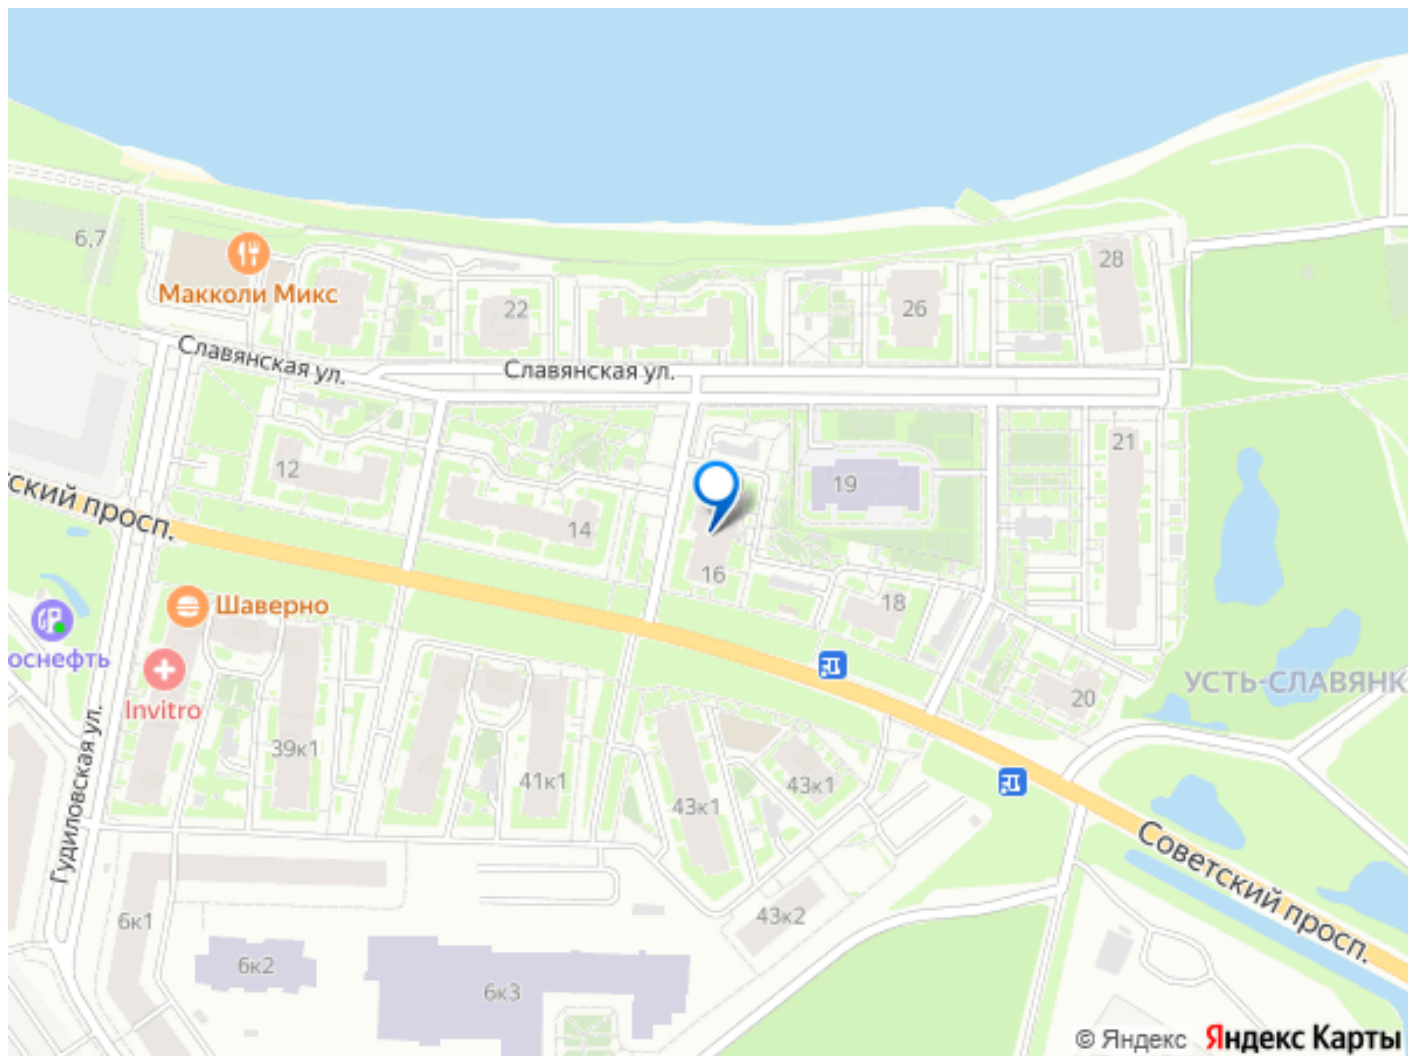 6,7
Макколи Микс
22
26
28
Славянская ул.
Славянская ул.
12
14
16
19
21
ский просп.
Шаверно
18
оснефть
Invitro
УСТЬ-СЛАВЯНК
20
39к1
41к1
43к1
43к1
Гудиловская ул.
Советский просп.
6к1
43к2
6к2
6к3
© Яндекс Яндекс Карты